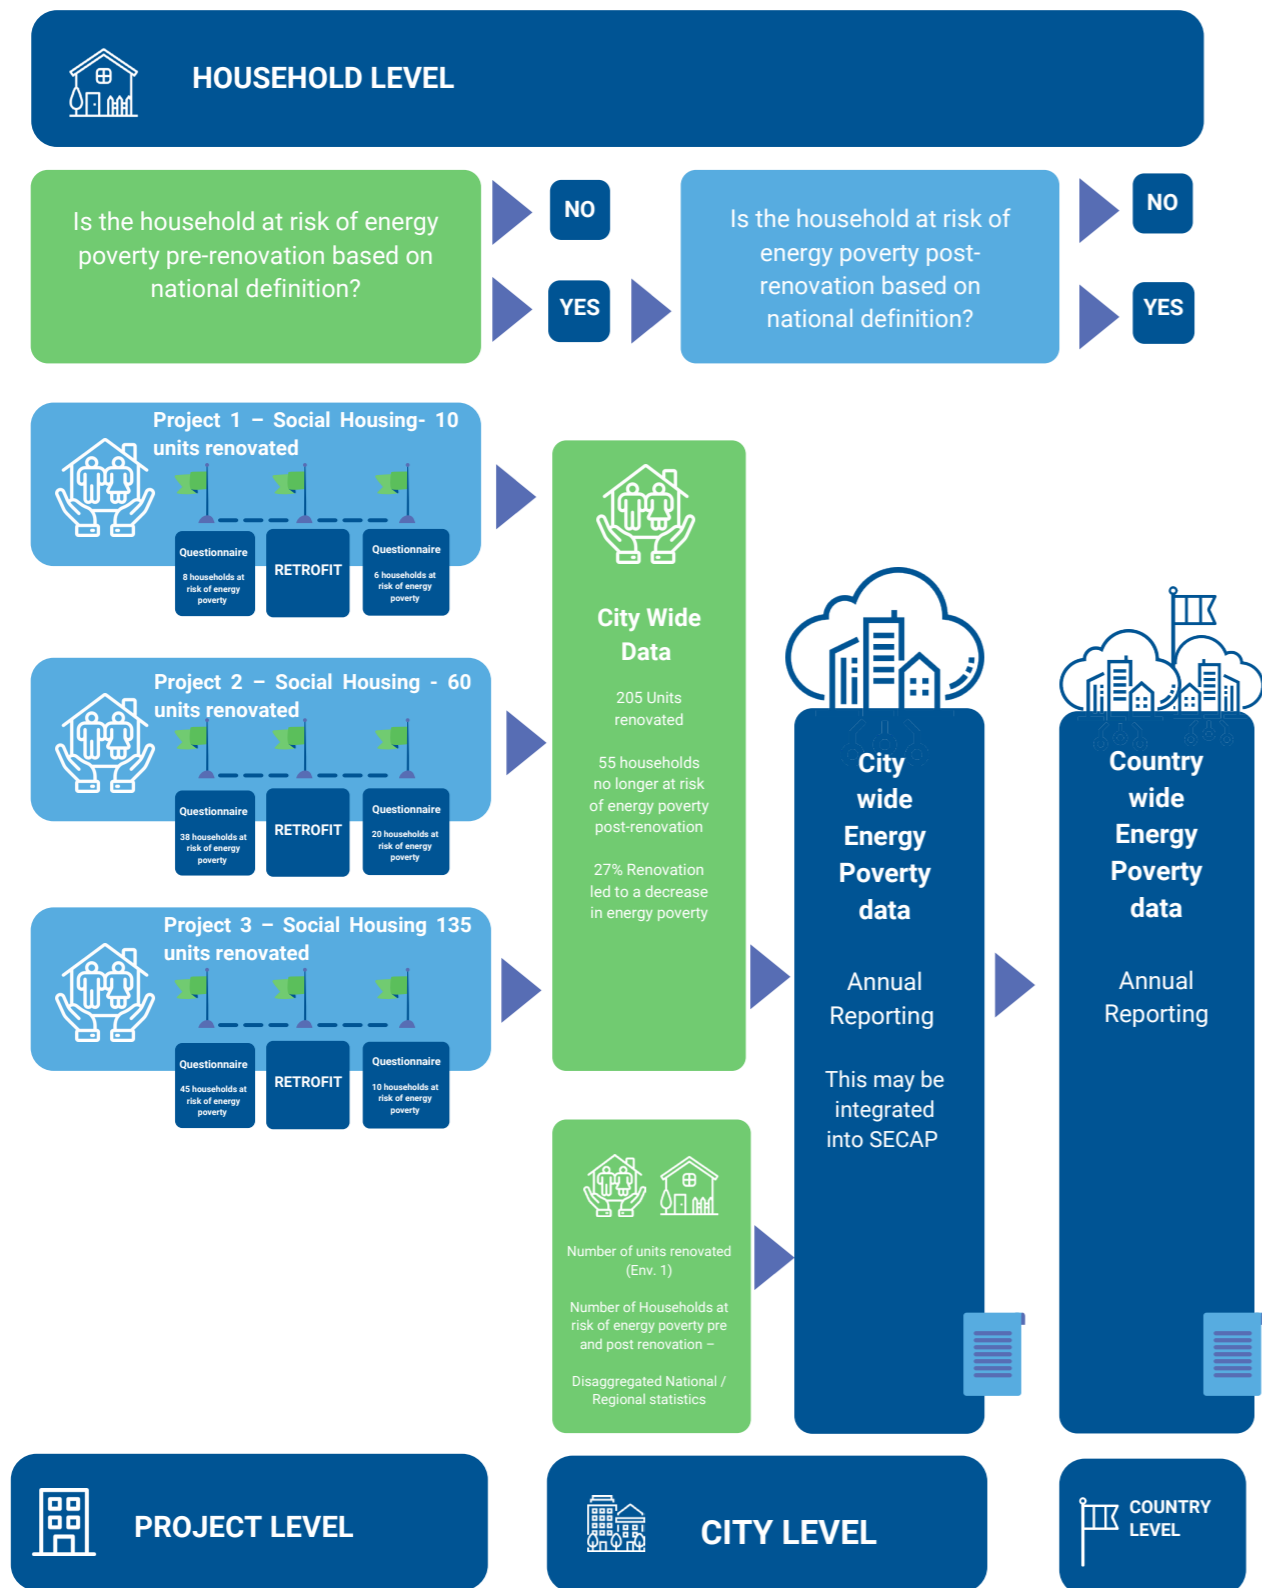 HOUSEHOLD LEVEL
Is the household at risk of energy
poverty pre-renovation based on
national definition?
NO
YES
Is the household at risk of
energy poverty post-
renovation based on
national definition?
NO
YES
Project 1 – Social Housing- 10
units renovated
Questionnaire
8 households at
risk of energy
poverty
RETROFIT
Questionnaire
6 households at
risk of energy
poverty
Project 2 – Social Housing - 60
units renovated
Questionnaire
38 households at
risk of energy
poverty
RETROFIT
Questionnaire
20 households at
risk of energy
poverty
Project 3 – Social Housing 135
units renovated
Questionnaire
45 households at
risk of energy
poverty
RETROFIT
Questionnaire
10 households at
risk of energy
poverty
City Wide
Data
205 Units
renovated
55 households
no longer at risk
of energy poverty
post-renovation
27% Renovation
led to a decrease
in energy poverty
Number of units renovated
(Env. 1)
Number of Households at
risk of energy poverty pre
and post renovation –
Disaggregated National /
Regional statistics
City
wide
Energy
Poverty
data
Annual
Reporting
This may be
integrated
into SECAP
Country
wide
Energy
Poverty
data
Annual
Reporting
PROJECT LEVEL
CITY LEVEL
COUNTRY
LEVEL